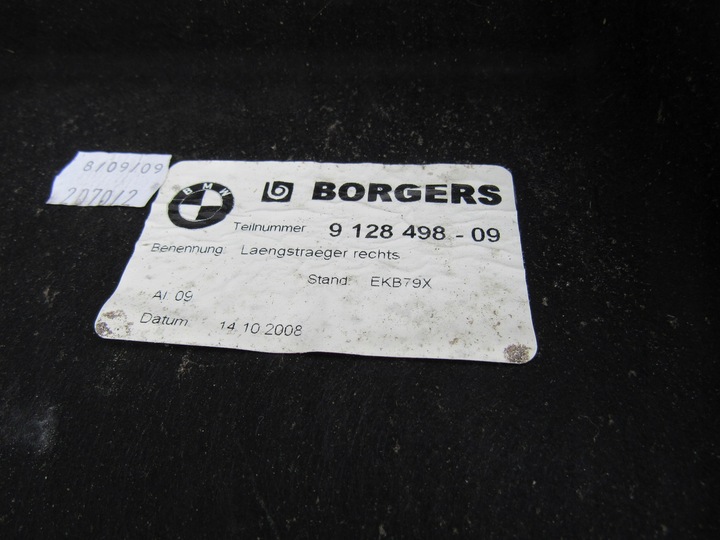 8/09/09
2070/2
BMW
BORGERS
Teilnummer 9 128 498 - 09
Benennung: Laengstraeger rechts
Stand: EKB79X
AI 09
Datum 14.10.2008